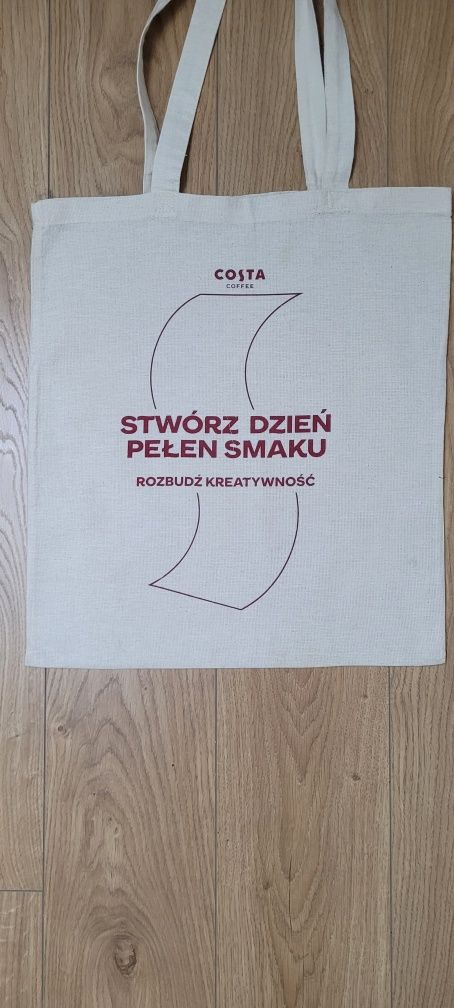 COSTA
COFFEE
STWÓRZ DZIEŃ
PEŁEN SMAKU
ROZBUDŹ KREATYWNOŚĆ